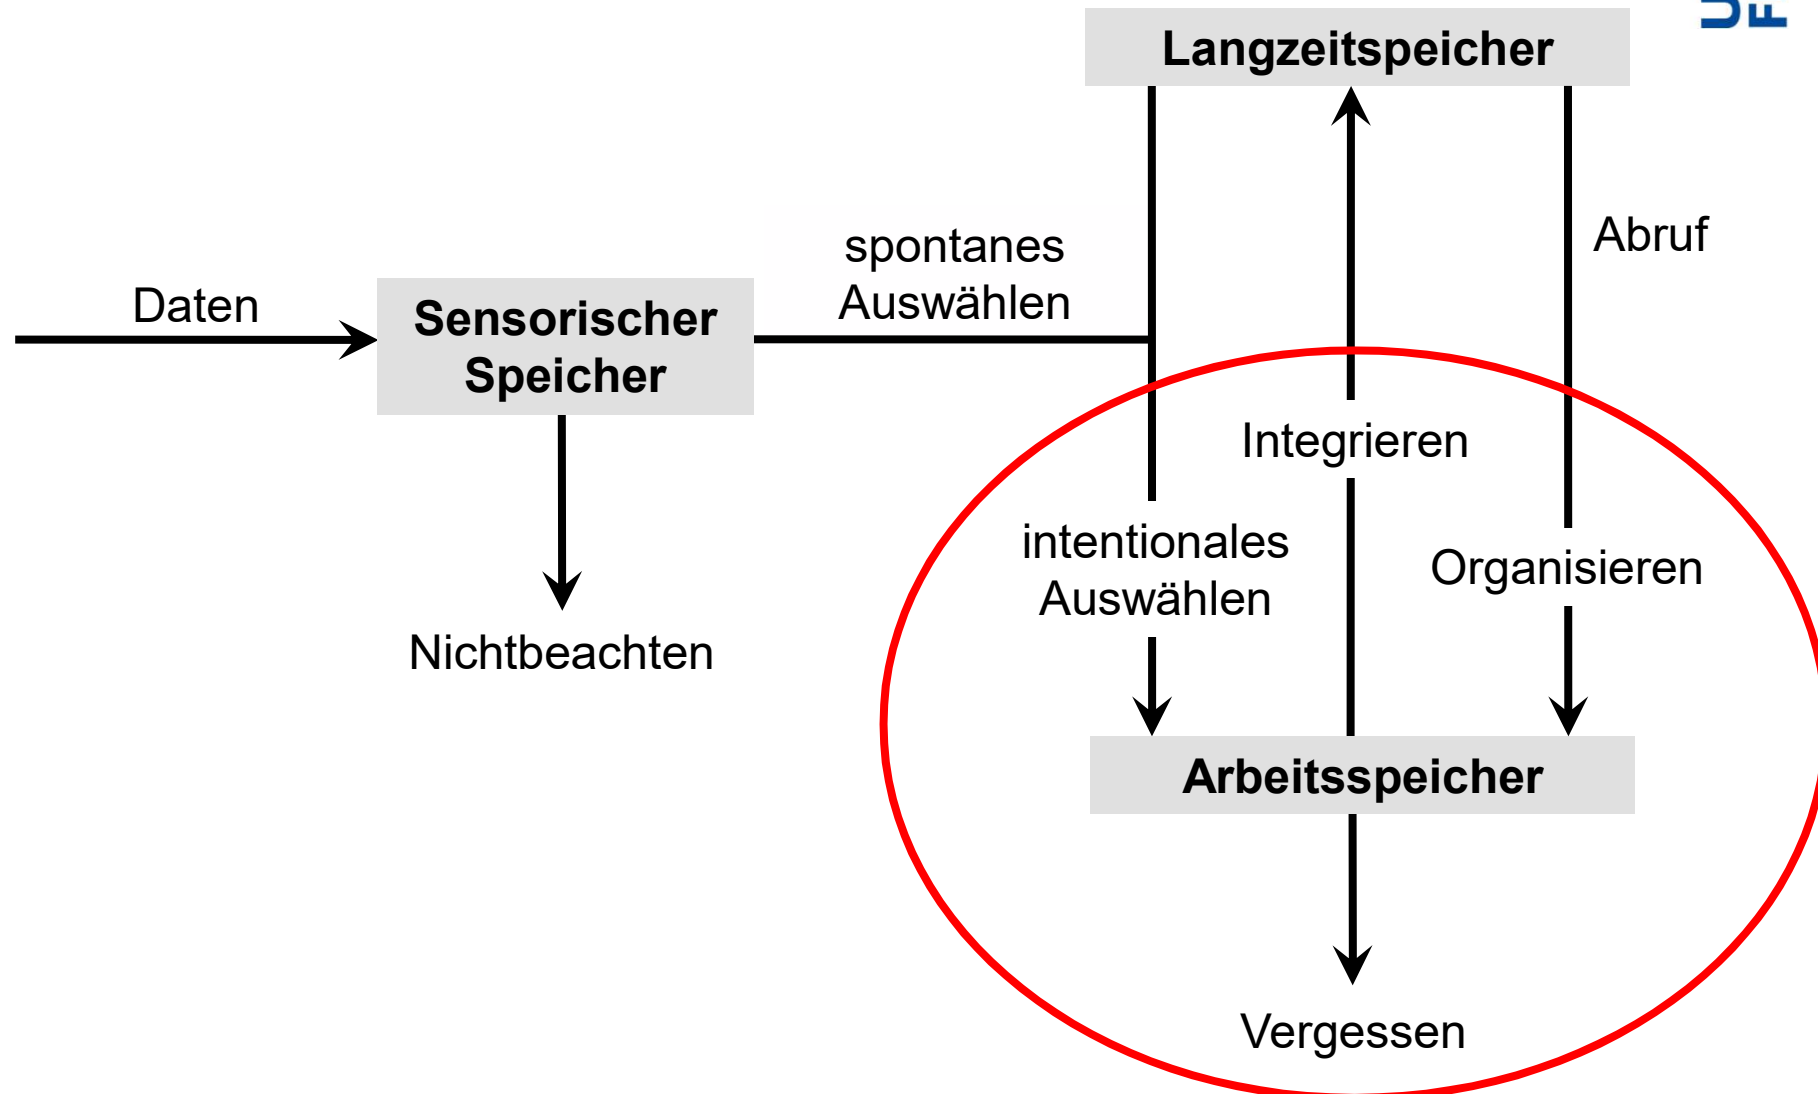 U
F
Langzeitspeicher
Abruf
spontanes
Auswählen
Daten
Sensorischer
Speicher
Integrieren
intentionales
Auswählen
Organisieren
Nichtbeachten
Arbeitsspeicher
Vergessen